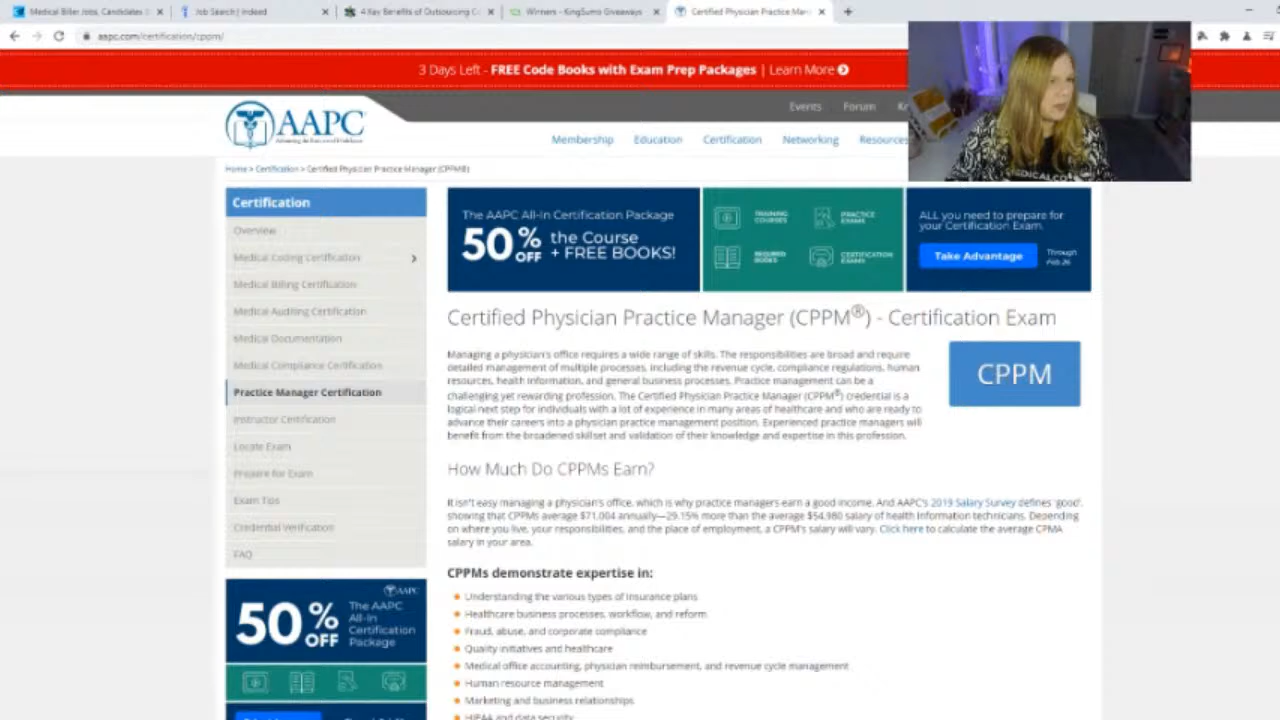 Medical Biller Jobs, Candidates
Job Search | Indeed
4 Key Benefits of Outsourcing C
Winners - KingSumo Giveaways
Certified Physician Practice Man
aapc.com/certification/cppm/
3 Days Left - FREE Code Books with Exam Prep Packages | Learn More
Events Forum
AAPC
Membership Education Certification Networking Resources
Home > Certification > Certified Physician Practice Manager (CPPM®)
Certification
Overview
Medical Coding Certification
Medical Billing Certification
Medical Auditing Certification
Medical Documentation
Medical Compliance Certification
Practice Manager Certification
Instructor Certification
Locate Exam
Prepare for Exam
Exam Tips
Credential Verification
FAQ
AAPC
50% OFF
The AAPC
All-In
Certification
Package
The AAPC All-In Certification Package
50% OFF the Course
+ FREE BOOKS!
TRAINING COURSES
PRACTICE EXAMS
REQUIRED BOOKS
CERTIFICATION EXAMS
ALL you need to prepare for
your Certification Exam.
Take Advantage
Through
Feb 26
Certified Physician Practice Manager (CPPM®) - Certification Exam
Managing a physician's office requires a wide range of skills. The responsibilities are broad and require
detailed management of multiple processes, including the revenue cycle, compliance regulations, human
resources, health information, and general business processes. Practice management can be a
challenging yet rewarding profession. The Certified Physician Practice Manager (CPPM®) credential is a
logical next step for individuals with a lot of experience in many areas of healthcare and who are ready to
advance their careers into a physician practice management position. Experienced practice managers will
benefit from the broadened skillset and validation of their knowledge and expertise in this profession.
CPPM
How Much Do CPPMs Earn?
It isn't easy managing a physician's office, which is why practice managers earn a good income. And AAPC's 2019 Salary Survey defines 'good',
showing that CPPMs average $71,004 annually—29.15% more than the average $54,980 salary of health information technicians. Depending
on where you live, your responsibilities, and the place of employment, a CPPM's salary will vary. Click here to calculate the average CPMA
salary in your area.
CPPMs demonstrate expertise in:
Understanding the various types of insurance plans
Healthcare business processes, workflow, and reform
Fraud, abuse, and corporate compliance
Quality initiatives and healthcare
Medical office accounting, physician reimbursement, and revenue cycle management
Human resource management
Marketing and business relationships
HIPAA and data security